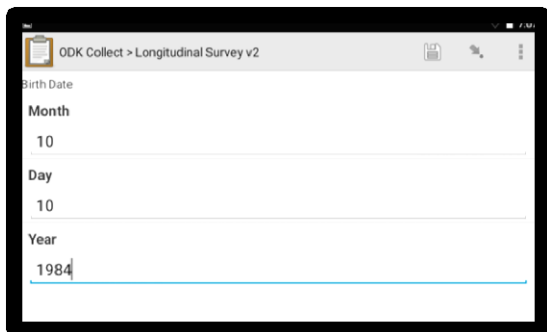 ODK Collect > Longitudinal Survey v2
Birth Date
Month
10
Day
10
Year
1984